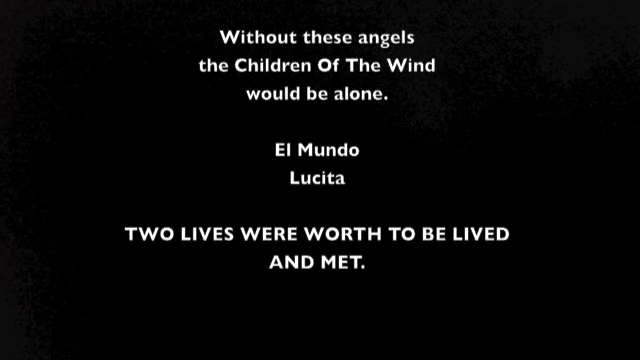 Without these angels
the Children Of The Wind
would be alone.
El Mundo
Lucita
TWO LIVES WERE WORTH TO BE LIVED
AND MET.